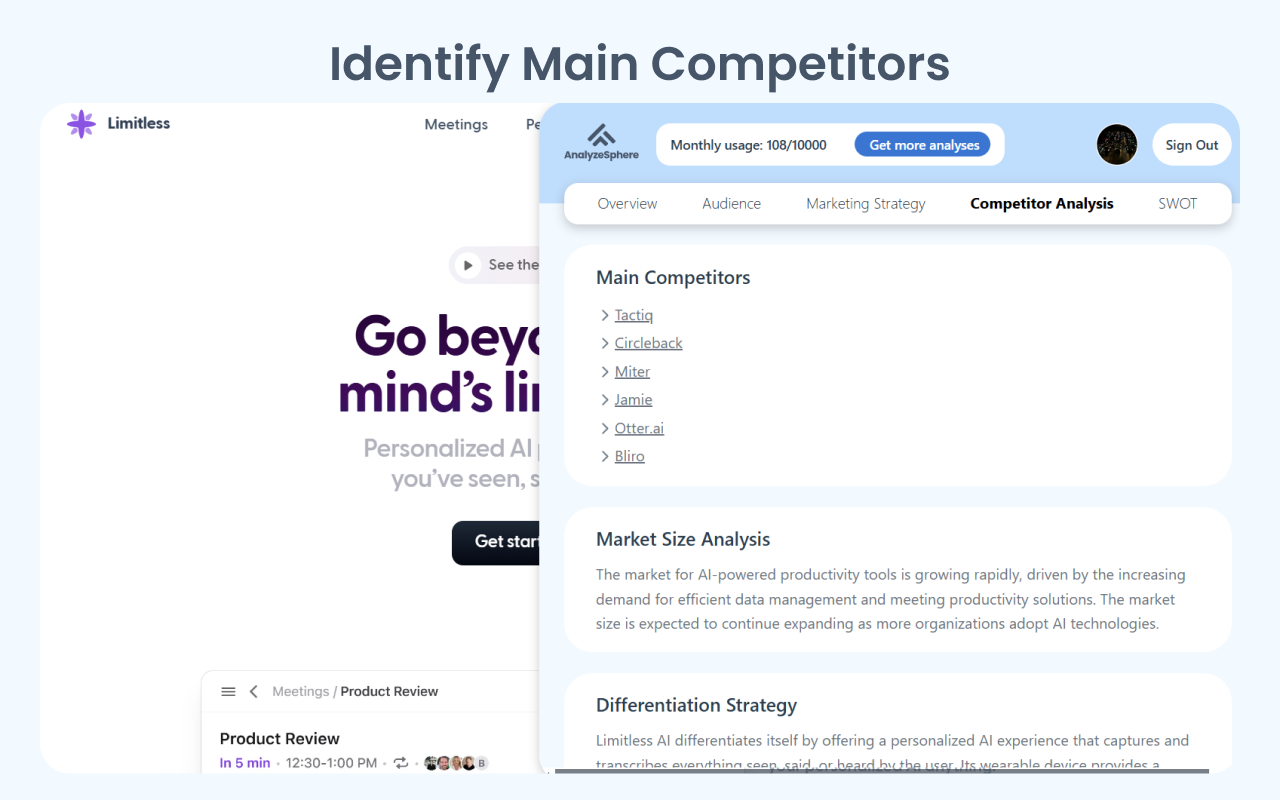 Identify Main Competitors
Limitless
Meetings
See the
Go beyo
mind's li
Personalized AI
you've seen, s
Get start
Meetings / Product Review
Product Review
In 5 min • 12:30-1:00 PM
B
AnalyzeSphere
Monthly usage: 108/10000
Get more analyses
Sign Out
Overview
Audience
Marketing Strategy
Competitor Analysis
SWOT
Main Competitors
Tactiq
Circleback
Miter
Jamie
Otter.ai
Bliro
Market Size Analysis
The market for AI-powered productivity tools is growing rapidly, driven by the increasing
demand for efficient data management and meeting productivity solutions. The market
size is expected to continue expanding as more organizations adopt AI technologies.
Differentiation Strategy
Limitless AI differentiates itself by offering a personalized AI experience that captures and
transcribes everything seen, said, or heard by the user. Its wearable device provides a